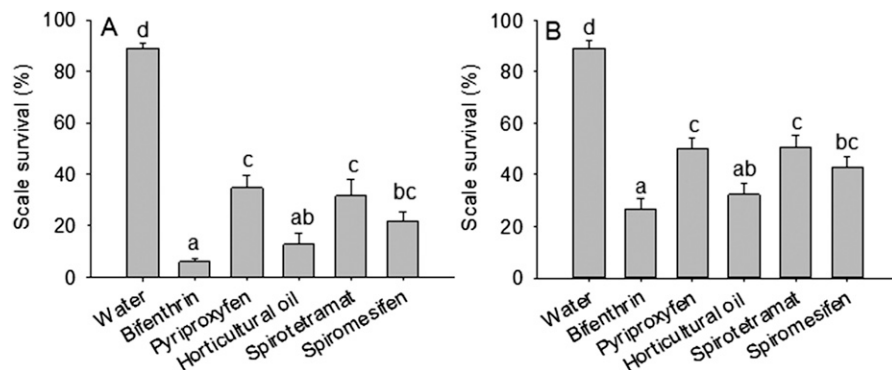 A
Scale survival (%)
100
80
60
40
20
0
d
a
c
ab
c
bc
Water
Bifenthrin
Pyriproxyfen
Horticultural oil
Spirotetramat
Spiromesifen
B
Scale survival (%)
100
80
60
40
20
0
d
a
c
ab
c
bc
Water
Bifenthrin
Pyriproxyfen
Horticultural oil
Spirotetramat
Spiromesifen